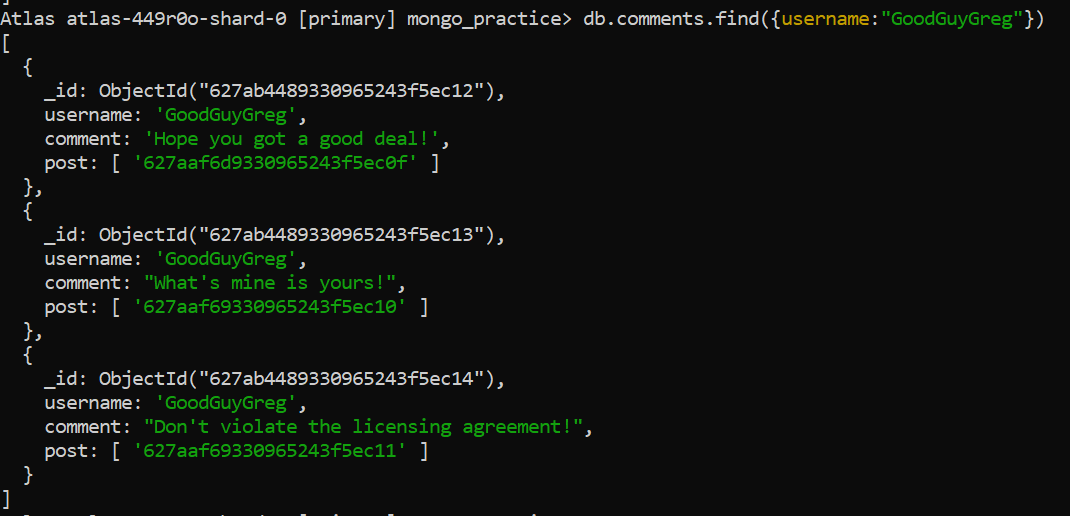 Atlas atlas-449r0o-shard-0 [primary] mongo_practice> db.comments.find({username:"GoodGuyGreg"})
[
  {
    _id: ObjectId("627ab4489330965243f5ec12"),
    username: 'GoodGuyGreg',
    comment: 'Hope you got a good deal!',
    post: [ '627aaf6d9330965243f5ec0f' ]
  },
  {
    _id: ObjectId("627ab4489330965243f5ec13"),
    username: 'GoodGuyGreg',
    comment: "What's mine is yours!",
    post: [ '627aaf69330965243f5ec10' ]
  },
  {
    _id: ObjectId("627ab4489330965243f5ec14"),
    username: 'GoodGuyGreg',
    comment: "Don't violate the licensing agreement!",
    post: [ '627aaf69330965243f5ec11' ]
  }
]